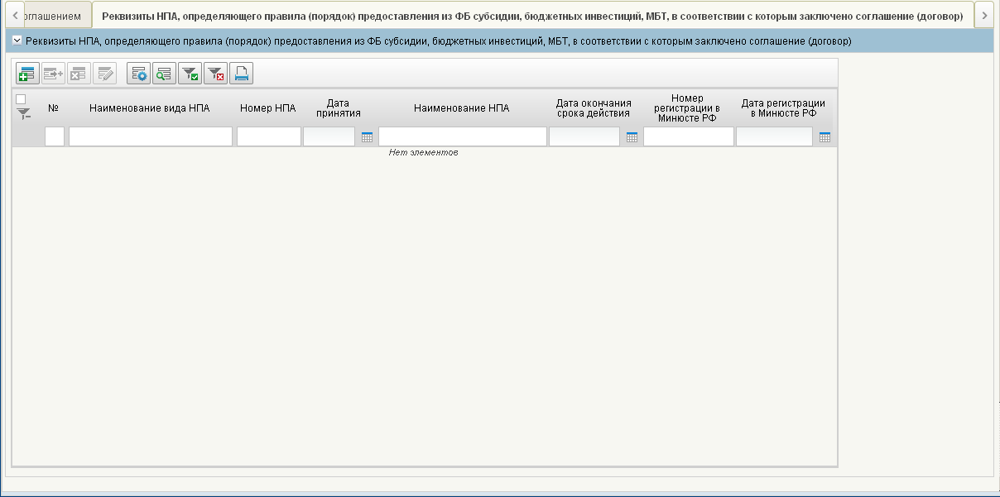 оглашением
Реквизиты НПА, определяющего правила (порядок) предоставления из ФБ субсидии, бюджетных инвестиций, МБТ, в соответствии с которым заключено соглашение (договор)
Реквизиты НПА, определяющего правила (порядок) предоставления из ФБ субсидии, бюджетных инвестиций, МБТ, в соответствии с которым заключено соглашение (договор)
№
Наименование вида НПА
Номер НПА
Дата
принятия
Наименование НПА
Дата окончания
срока действия
Номер
регистрации в
Минюсте РФ
Дата регистрации
в Минюсте РФ
Нет элементов